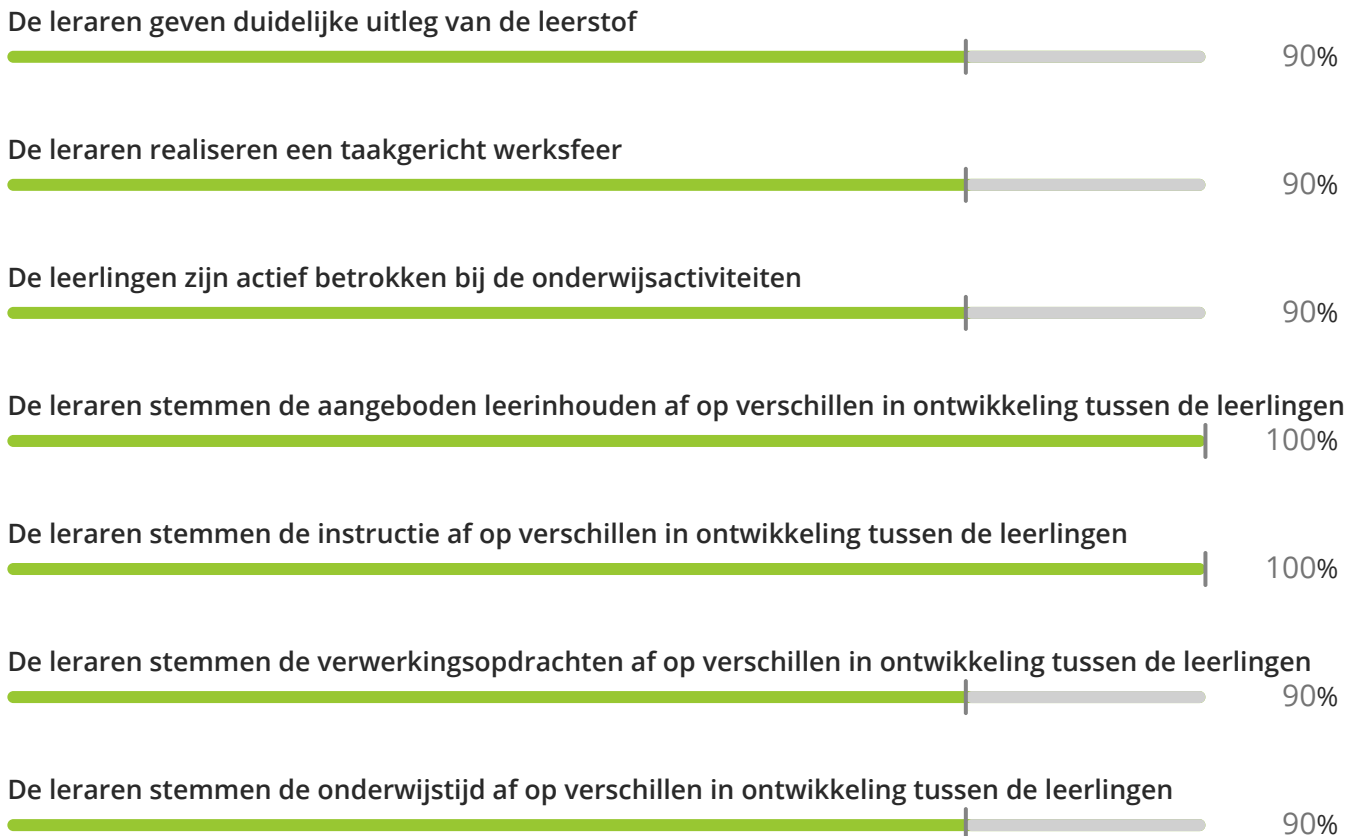 De leraren geven duidelijke uitleg van de leerstof
90%
De leraren realiseren een taakgericht werksfeer
90%
De leerlingen zijn actief betrokken bij de onderwijsactiviteiten
90%
De leraren stemmen de aangeboden leerinhouden af op verschillen in ontwikkeling tussen de leerlingen
100%
De leraren stemmen de instructie af op verschillen in ontwikkeling tussen de leerlingen
100%
De leraren stemmen de verwerkingsopdrachten af op verschillen in ontwikkeling tussen de leerlingen
90%
De leraren stemmen de onderwijstijd af op verschillen in ontwikkeling tussen de leerlingen
90%